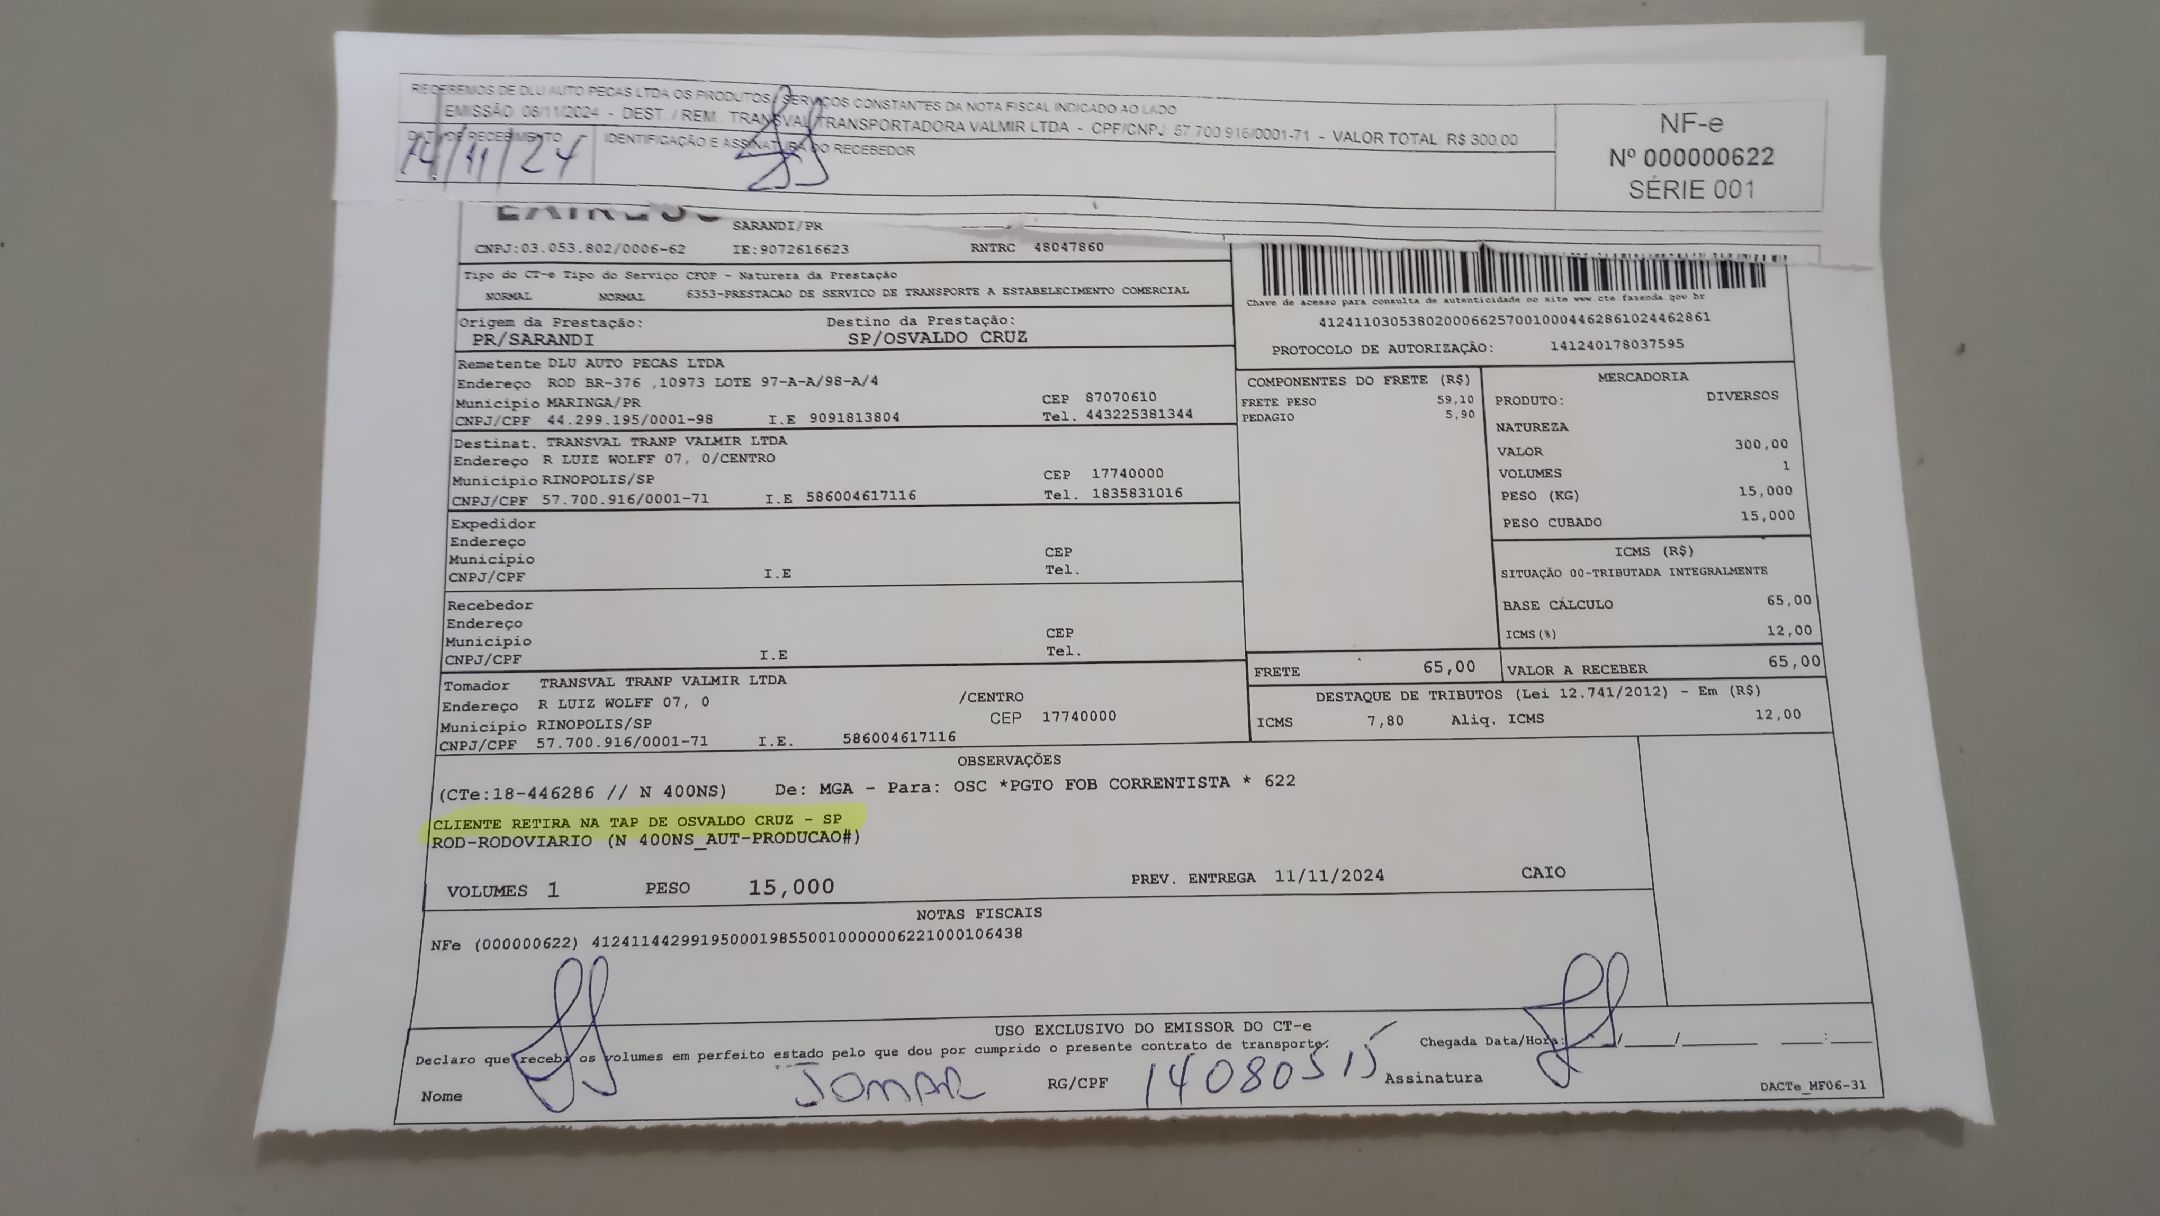 RECEBEMOS DE DLU AUTO PECAS LTDA OS PRODUTOS / SERVIÇOS CONSTANTES DA NOTA FISCAL INDICADO AO LADO
EMISSÃO 06/11/2024 - DEST. / REM. TRANSVAL TRANSPORTADORA VALMIR LTDA - CPF/CNPJ 57.700.916/0001-71 - VALOR TOTAL R$ 300.00
DATA DE RECEBIMENTO IDENTIFICAÇÃO E ASSINATURA DO RECEBEDOR
14/11/24
NF-e
Nº 000000622
SÉRIE 001
SARANDI/PR
CNPJ:03.053.802/0006-62 IE:9072616623 RNTRC 48047860
Tipo do CT-e Tipo do Serviço CFOP - Natureza da Prestação
NORMAL NORMAL 6353-PRESTACAO DE SERVICO DE TRANSPORTE A ESTABELECIMENTO COMERCIAL
Origem da Prestação: Destino da Prestação:
PR/SARANDI SP/OSVALDO CRUZ
Chave de acesso para consulta de autenticidade no site www.cte.fazenda.gov.br
41241103053802000662570010004462861024462861
PROTOCOLO DE AUTORIZAÇÃO: 141240178037595
Remetente DLU AUTO PECAS LTDA
Endereço ROD BR-376 ,10973 LOTE 97-A-A/98-A/4
Municipio MARINGA/PR CEP 87070610
CNPJ/CPF 44.299.195/0001-98 I.E 9091813804 Tel. 443225381344
Destinat. TRANSVAL TRANP VALMIR LTDA
Endereço R LUIZ WOLFF 07, 0/CENTRO
Municipio RINOPOLIS/SP CEP 17740000
CNPJ/CPF 57.700.916/0001-71 I.E 586004617116 Tel. 1835831016
Expedidor
Endereço
Município CEP
CNPJ/CPF I.E Tel.
Recebedor
Endereço
Município CEP
CNPJ/CPF I.E Tel.
Tomador TRANSVAL TRANP VALMIR LTDA
Endereço R LUIZ WOLFF 07, 0 /CENTRO
Município RINOPOLIS/SP CEP 17740000
CNPJ/CPF 57.700.916/0001-71 I.E. 586004617116
COMPONENTES DO FRETE (R$)
FRETE PESO 59,10
PEDAGIO 5,90
MERCADORIA
PRODUTO: DIVERSOS
NATUREZA
VALOR 300,00
VOLUMES 1
PESO (KG) 15,000
PESO CUBADO 15,000
ICMS (R$)
SITUAÇÃO 00-TRIBUTADA INTEGRALMENTE
BASE CÁLCULO 65,00
ICMS(%) 12,00
FRETE 65,00 VALOR A RECEBER 65,00
DESTAQUE DE TRIBUTOS (Lei 12.741/2012) - Em (R$)
ICMS 7,80 Aliq. ICMS 12,00
OBSERVAÇÕES
(CTe:18-446286 // N 400NS) De: MGA - Para: OSC *PGTO FOB CORRENTISTA * 622
CLIENTE RETIRA NA TAP DE OSVALDO CRUZ - SP
ROD-RODOVIARIO (N 400NS_AUT-PRODUCAO#)
VOLUMES 1 PESO 15,000 PREV. ENTREGA 11/11/2024 CAIO
NOTAS FISCAIS
NFe (000000622) 41241144299195000198550010000006221000106438
USO EXCLUSIVO DO EMISSOR DO CT-e
Declaro que recebi os volumes em perfeito estado pelo que dou por cumprido o presente contrato de transporte. Chegada Data/Hora: / / :
Nome JOMAR RG/CPF 14080515 Assinatura
DACTe_MF06-31